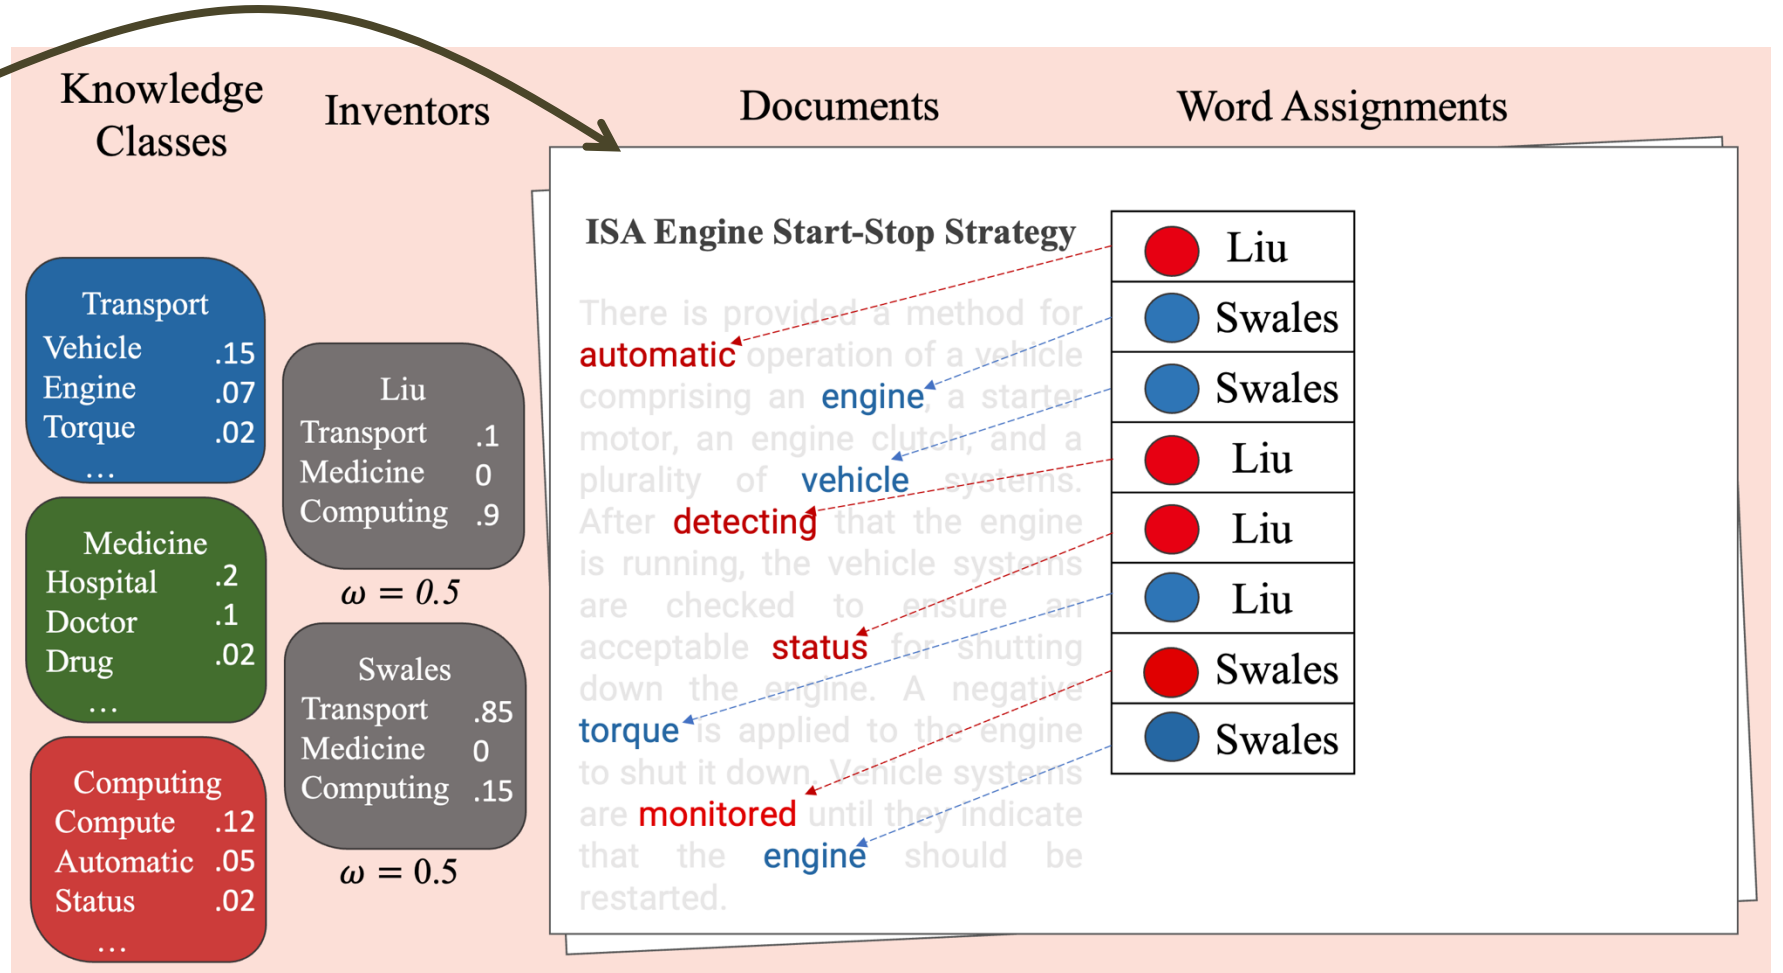 Knowledge
Classes
Inventors
Documents
Word Assignments
Transport
Vehicle .15
Engine .07
Torque .02
...
Medicine
Hospital .2
Doctor .1
Drug .02
...
Computing
Compute .12
Automatic .05
Status .02
...
Liu
Transport .1
Medicine 0
Computing .9
ω = 0.5
Swales
Transport .85
Medicine 0
Computing .15
ω = 0.5
ISA Engine Start-Stop Strategy
There is provided a method for
automatic operation of a vehicle
comprising an engine, a starter
motor, an engine clutch, and a
plurality of vehicle systems.
After detecting that the engine
is running, the vehicle systems
are checked to ensure an
acceptable status for shutting
down the engine. A negative
torque is applied to the engine
to shut it down. Vehicle systems
are monitored until they indicate
that the engine should be
restarted.
Liu
Swales
Swales
Liu
Liu
Liu
Swales
Swales